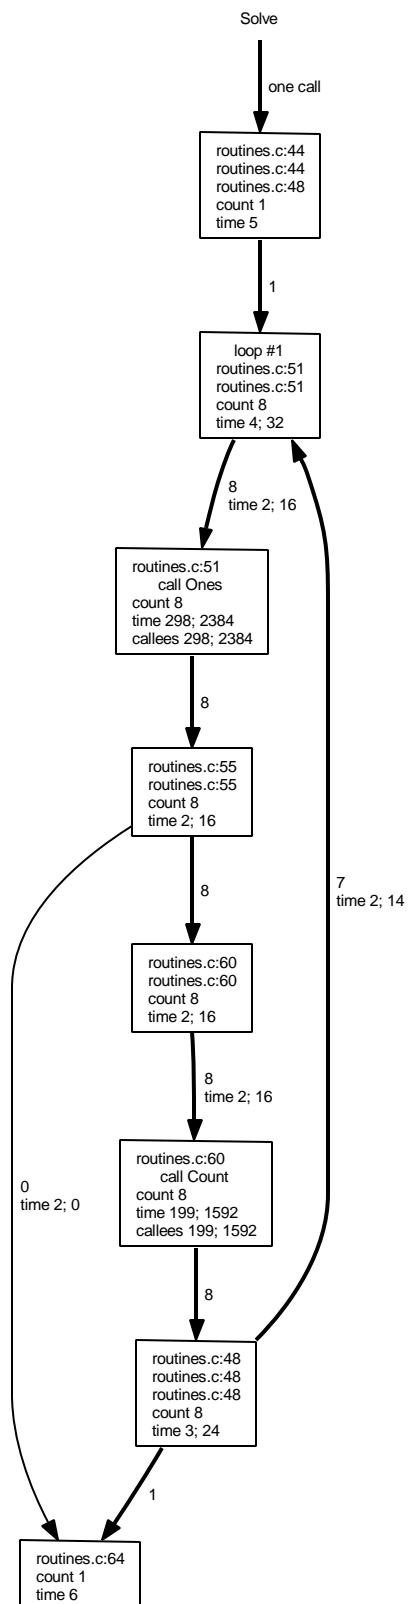 Solve
one call
routines.c:44
routines.c:44
routines.c:48
count 1
time 5
1
loop #1
routines.c:51
routines.c:51
count 8
time 4; 32
8
time 2; 16
routines.c:51
call Ones
count 8
time 298; 2384
callees 298; 2384
8
routines.c:55
routines.c:55
count 8
time 2; 16
8
7
time 2; 14
routines.c:60
routines.c:60
count 8
time 2; 16
8
time 2; 16
routines.c:60
call Count
count 8
time 199; 1592
callees 199; 1592
0
time 2; 0
8
routines.c:48
routines.c:48
routines.c:48
count 8
time 3; 24
1
routines.c:64
count 1
time 6